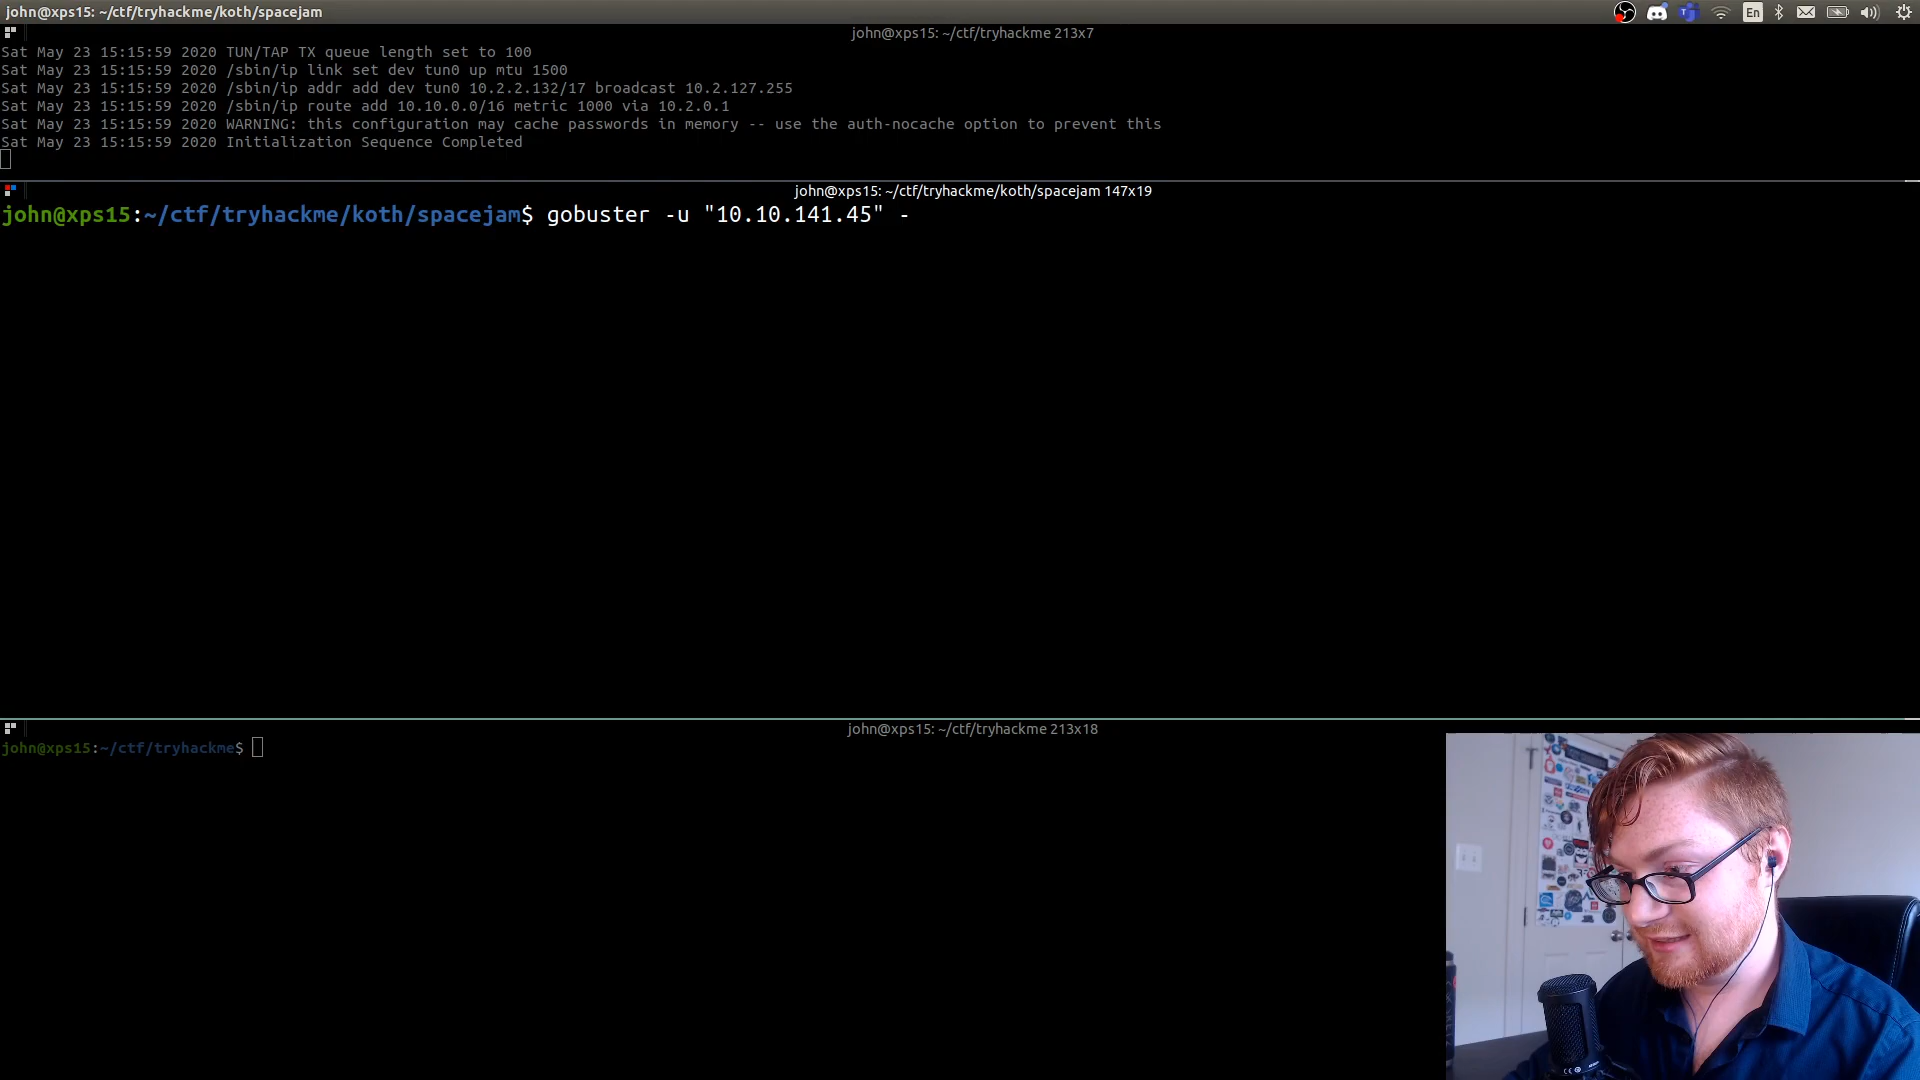 john@xps15: ~/ctf/tryhackme/koth/spacejam
En
john@xps15: ~/ctf/tryhackme 213x7
Sat May 23 15:15:59 2020 TUN/TAP TX queue length set to 100
Sat May 23 15:15:59 2020 /sbin/ip link set dev tun0 up mtu 1500
Sat May 23 15:15:59 2020 /sbin/ip addr add dev tun0 10.2.2.132/17 broadcast 10.2.127.255
Sat May 23 15:15:59 2020 /sbin/ip route add 10.10.0.0/16 metric 1000 via 10.2.0.1
Sat May 23 15:15:59 2020 WARNING: this configuration may cache passwords in memory -- use the auth-nocache option to prevent this
Sat May 23 15:15:59 2020 Initialization Sequence Completed
john@xps15: ~/ctf/tryhackme/koth/spacejam 147x19
john@xps15:~/ctf/tryhackme/koth/spacejam$ gobuster -u "10.10.141.45" -
john@xps15: ~/ctf/tryhackme 213x18
john@xps15:~/ctf/tryhackme$